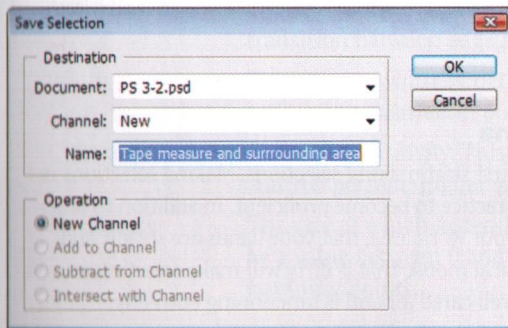 Save Selection
Destination
Document: PS 3-2.psd
Channel: New
Name: Tape measure and surrrounding area
OK
Cancel
Operation
New Channel
Add to Channel
Subtract from Channel
Intersect with Channel